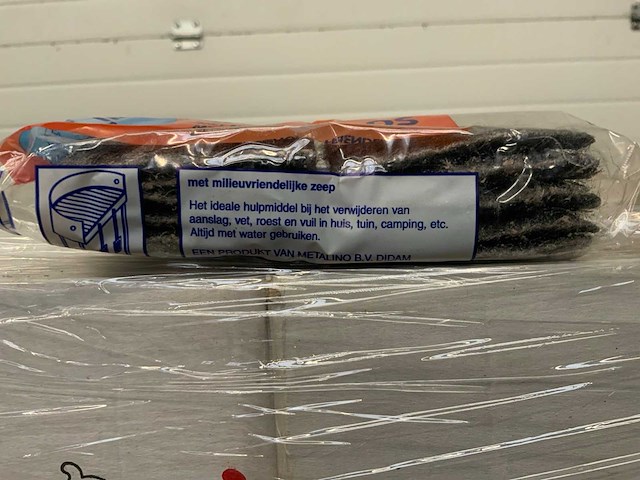 met milieuvriendelijke zeep
Het ideale hulpmiddel bij het verwijderen van
aanslag, vet, roest en vuil in huis, tuin, camping, etc.
Altijd met water gebruiken.
EEN PRODUKT VAN METALINO B.V. DIDAM